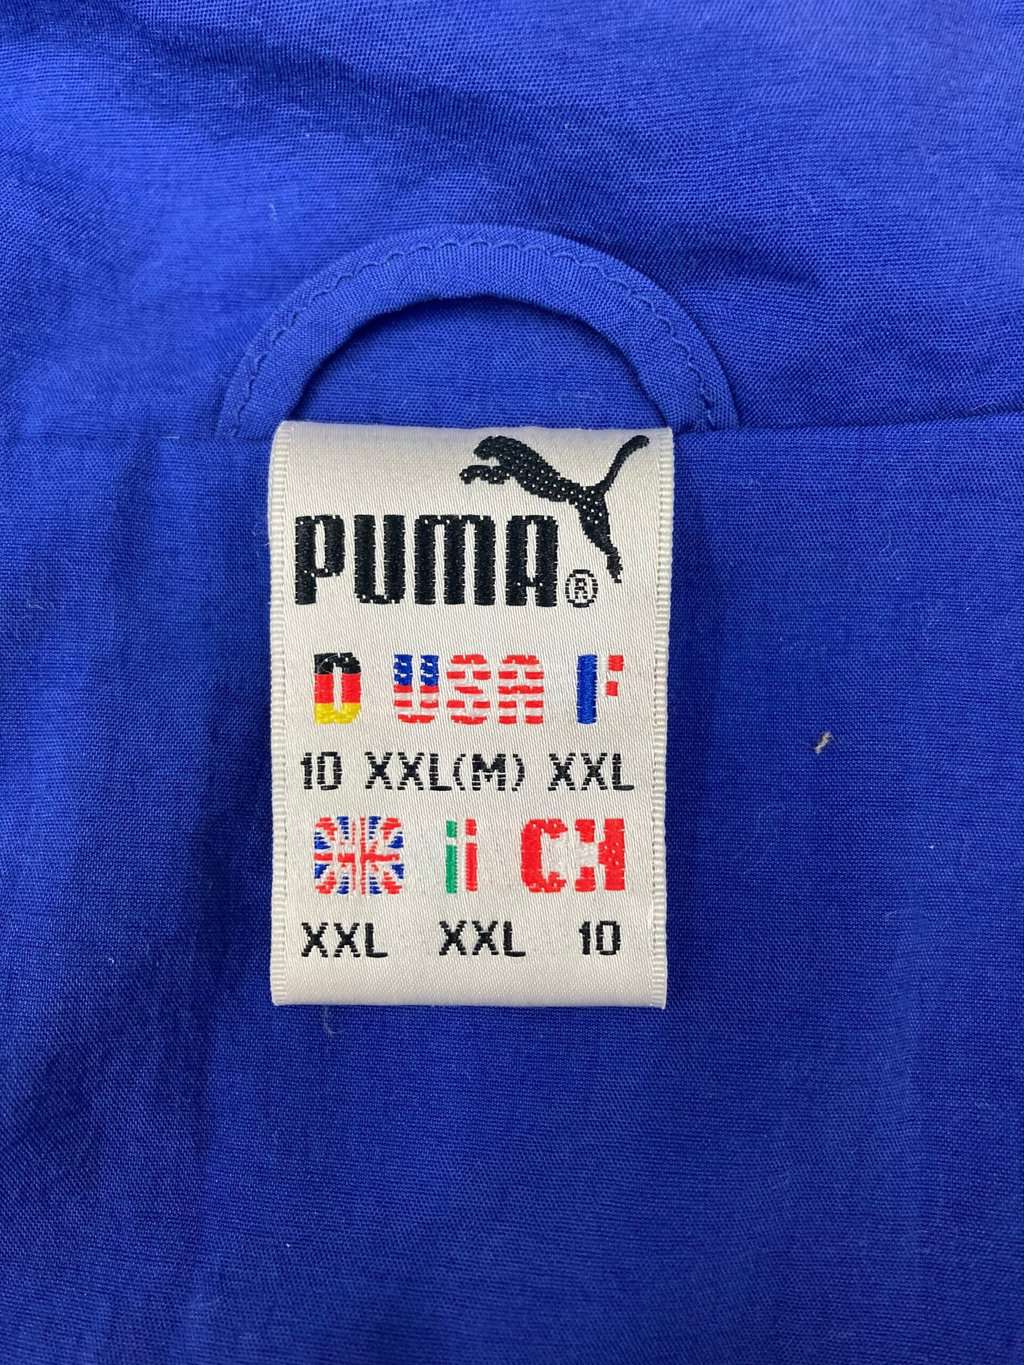 PUMA®
D USA F
10 XXL(M) XXL
i CH
XXL XXL 10